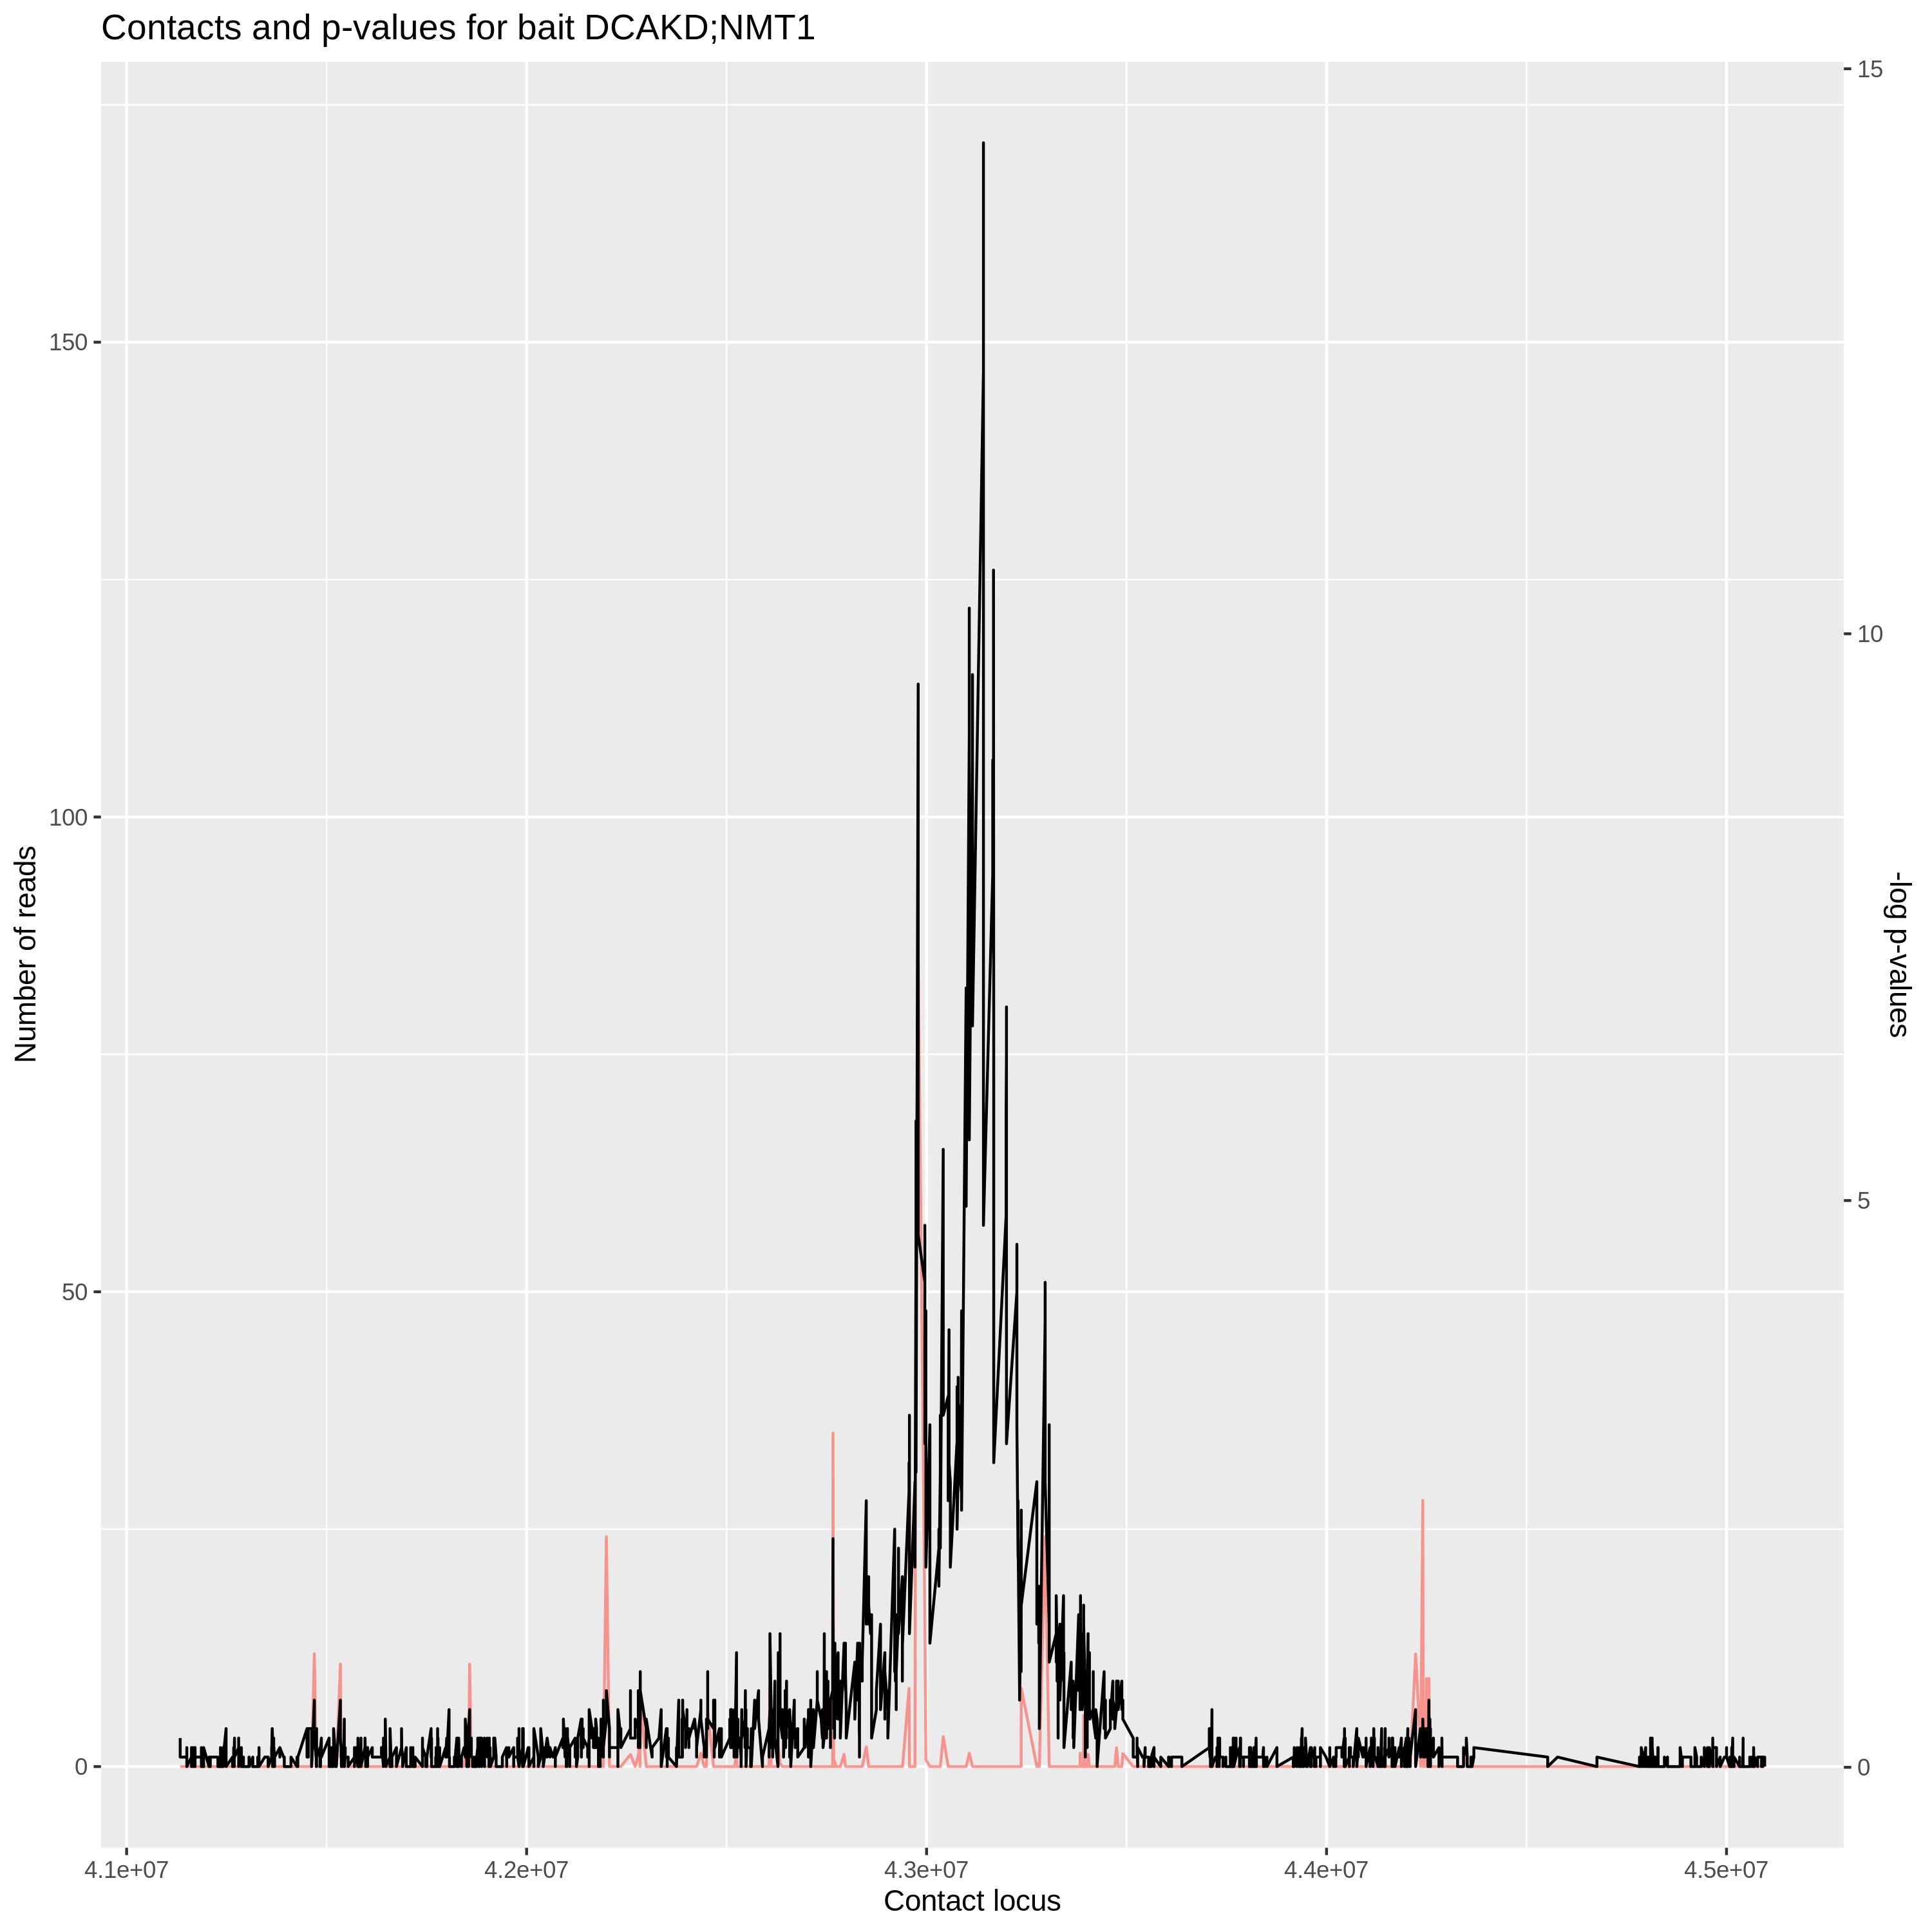 Contacts and p-values for bait DCAKD;NMT1
15
150
10
100
Number of reads
-log p-values
5
50
0
0
4.1e+07
4.2e+07
4.3e+07
4.4e+07
4.5e+07
Contact locus